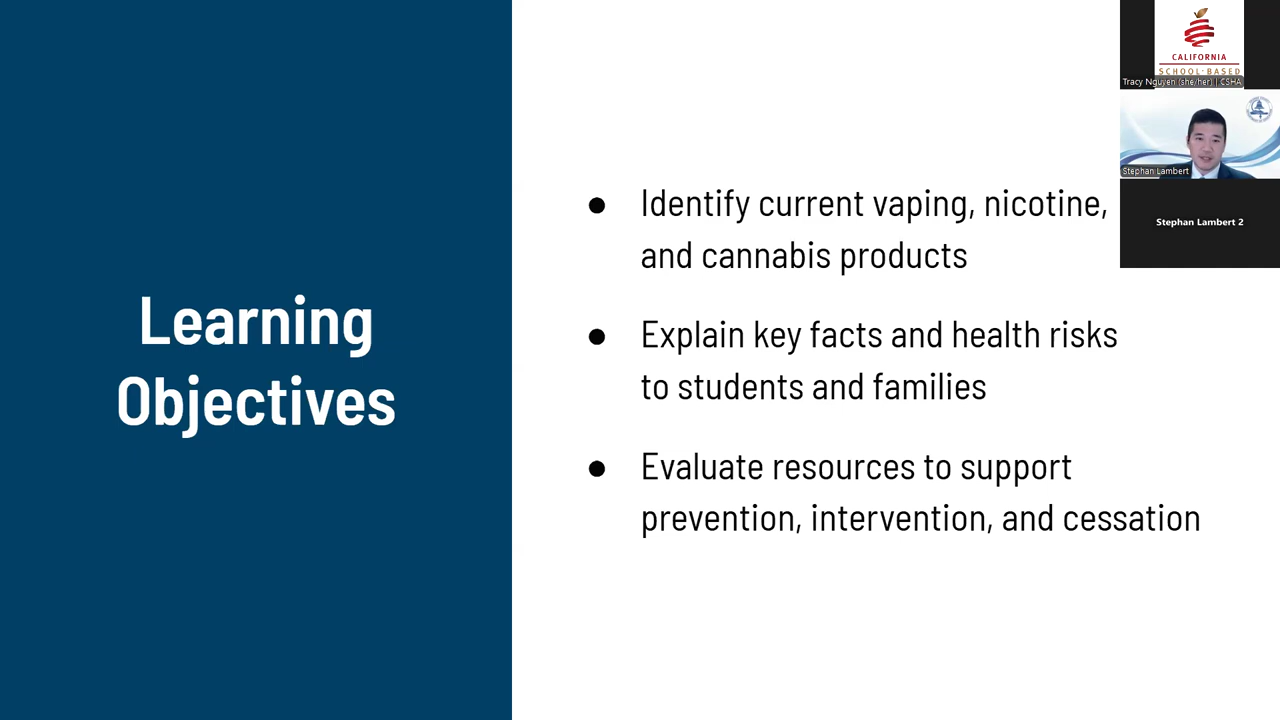 Learning
Objectives
● Identify current vaping, nicotine,
and cannabis products
● Explain key facts and health risks
to students and families
● Evaluate resources to support
prevention, intervention, and cessation
CALIFORNIA
SCHOOL-BASED
Tracy Nguyen (she/her) | CSHA
Stephan Lambert
Stephan Lambert 2